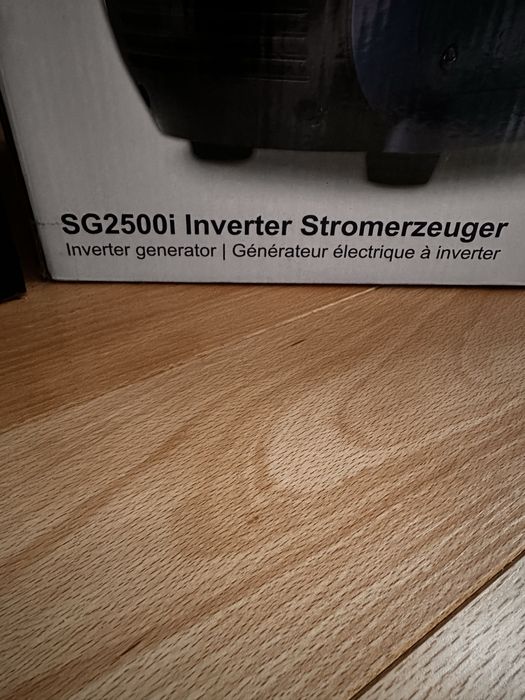 SG2500i Inverter Stromerzeuger
Inverter generator | Générateur électrique à inverter